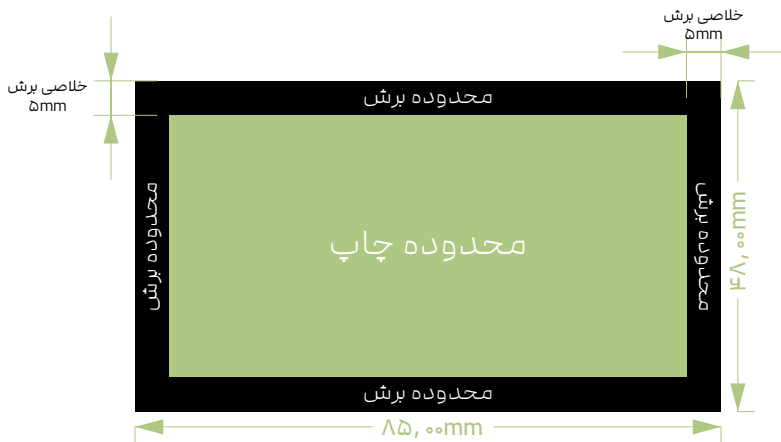 خلاصی برش
۵mm
خلاصی برش
۵mm
محدوده برش
محدوده برش
محدوده چاپ
محدوده برش
۴۸,۰۰mm
محدوده برش
۸۵,۰۰mm